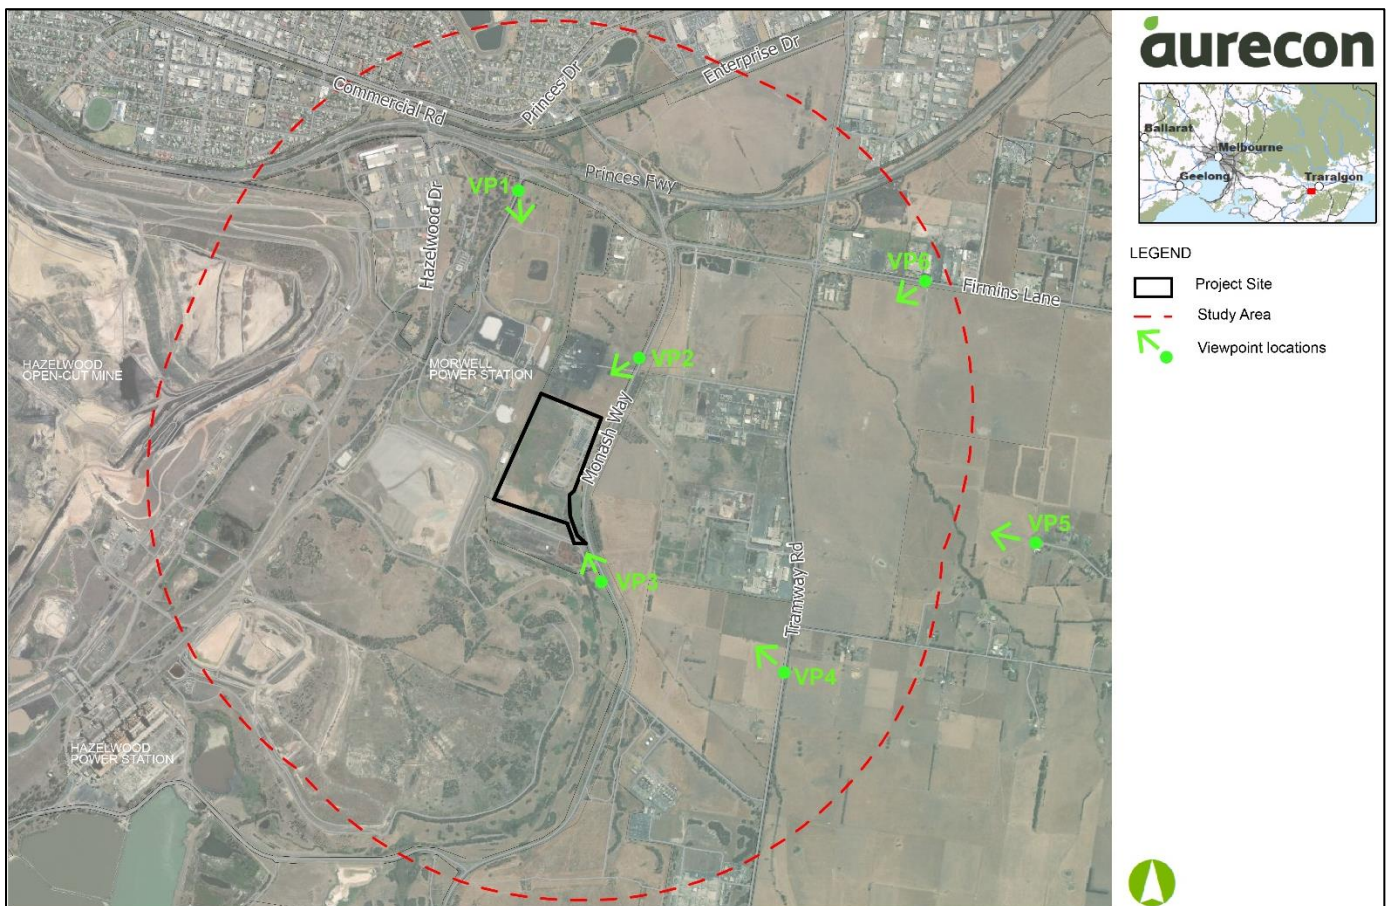 aurecon
Ballarat
Melbourne
Geelong
Traralgon
LEGEND
Project Site
Study Area
Viewpoint locations
Commercial Rd
Princes Dr
Enterprise Dr
Princes Fwy
VP1
Hazelwood Dr
VP6
Firmins Lane
HAZELWOOD
OPEN-CUT MINE
MORWELL
POWER STATION
VP2
Monash Way
VP5
VP3
Tramway Rd
VP4
HAZELWOOD
POWER STATION